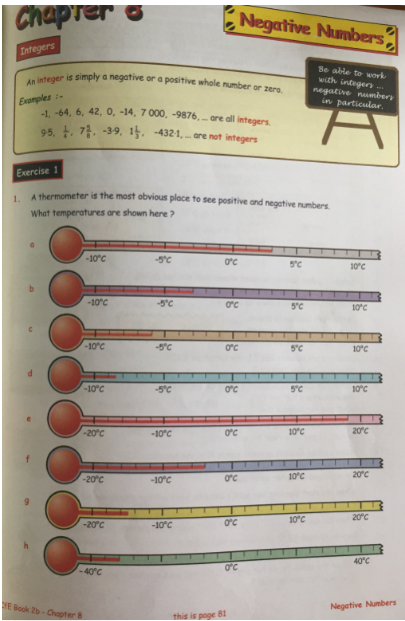 Chapter 8
Negative Numbers
Integers
An integer is simply a negative or a positive whole number or zero.
Examples :-
-1, -64, 6, 42, 0, -14, 7 000, -9876, ... are all integers.
9·5, 1/4, 7 5/8, -3·9, 1 1/3, -432·1, ... are not integers
Be able to work
with integers ...
negative numbers
in particular.
Exercise 1
1. A thermometer is the most obvious place to see positive and negative numbers.
What temperatures are shown here ?
a
-10°C -5°C 0°C 5°C 10°C
b
-10°C -5°C 0°C 5°C 10°C
c
-10°C -5°C 0°C 5°C 10°C
d
-10°C -5°C 0°C 5°C 10°C
e
-20°C -10°C 0°C 10°C 20°C
f
-20°C -10°C 0°C 10°C 20°C
g
-20°C -10°C 0°C 10°C 20°C
h
-40°C 0°C 40°C
CfE Book 2b - Chapter 8 this is page 81 Negative Numbers